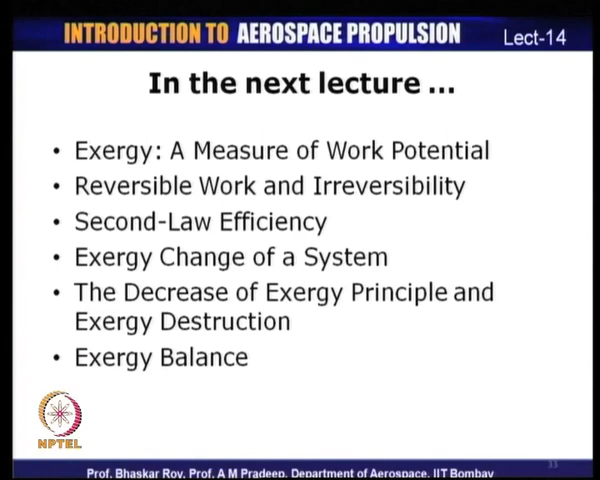 INTRODUCTION TO AEROSPACE PROPULSION Lect-14
In the next lecture ...
• Exergy: A Measure of Work Potential
• Reversible Work and Irreversibility
• Second-Law Efficiency
• Exergy Change of a System
• The Decrease of Exergy Principle and
Exergy Destruction
• Exergy Balance
NPTEL
33
Prof. Bhaskar Roy, Prof. A M Pradeep, Department of Aerospace, IIT Bombay